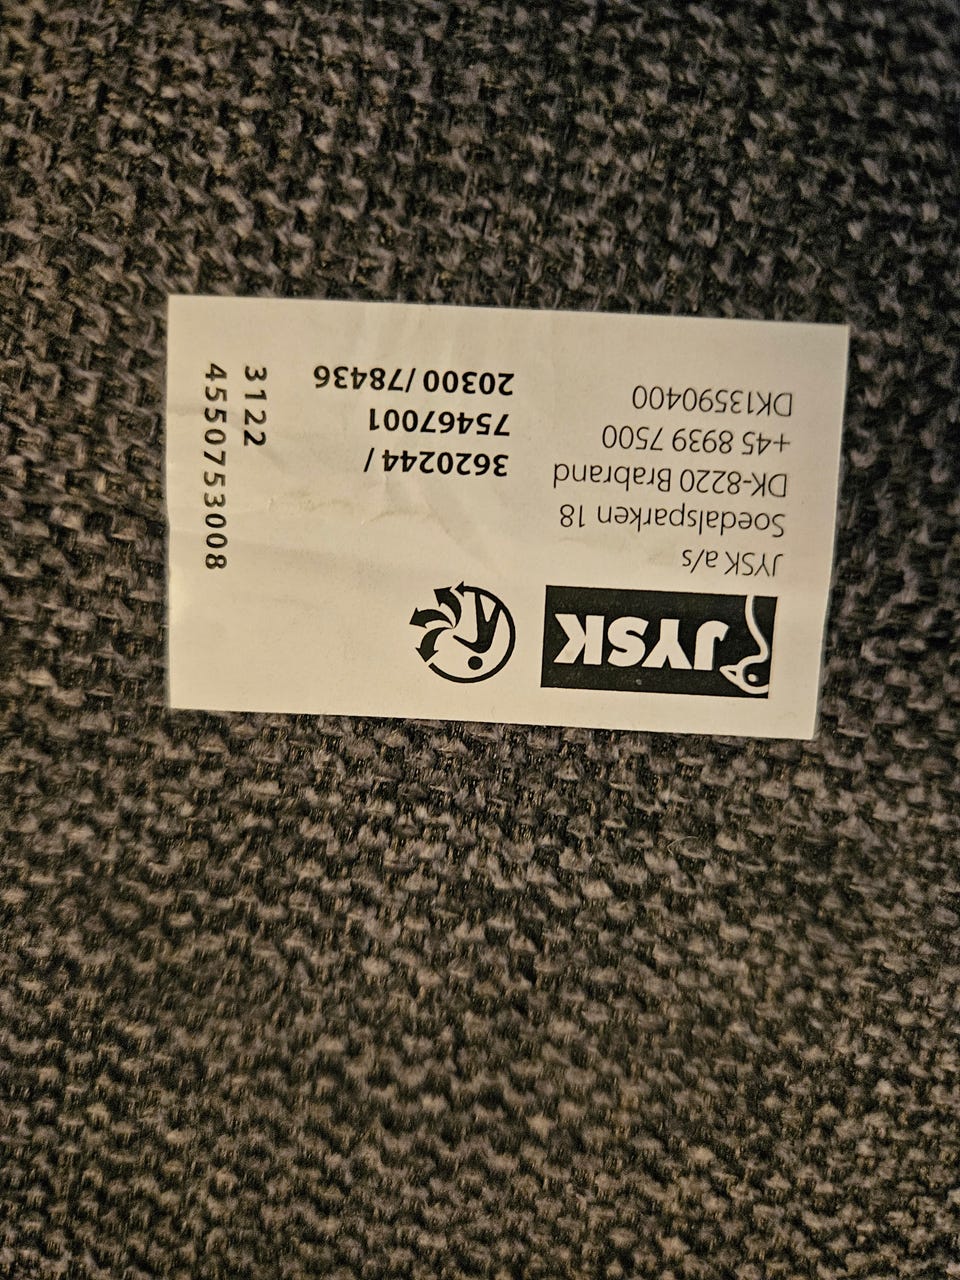 JYSK
JYSK a/s
Soedalsparken 18
DK-8220 Brabrand
+45 8939 7500
DK13590400
3620244 /
75467001
20300 /78436
3122
4550753008